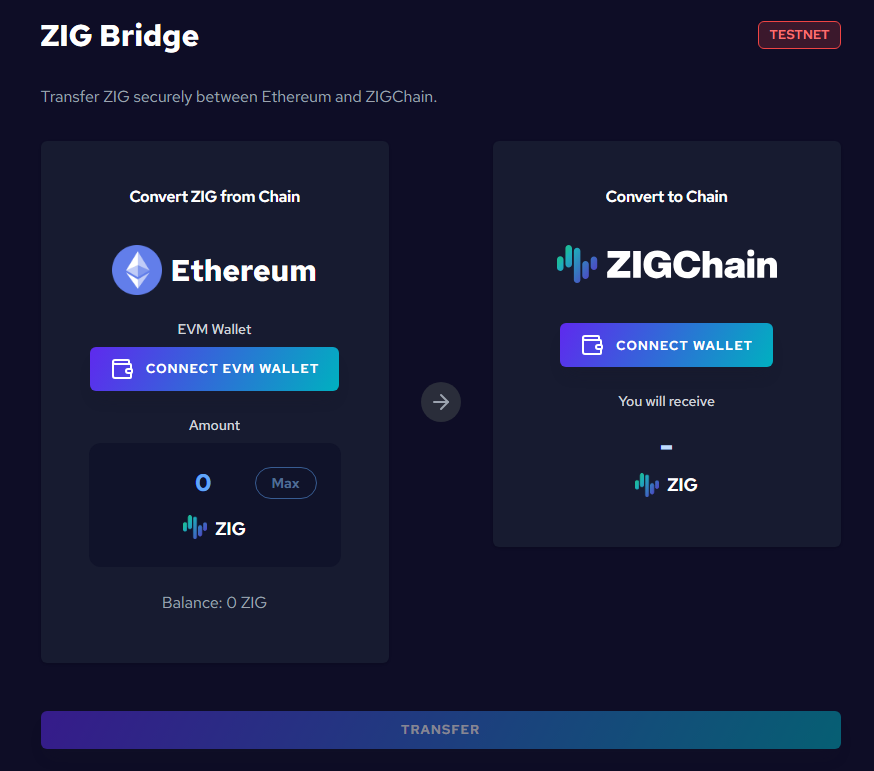 ZIG Bridge
TESTNET
Transfer ZIG securely between Ethereum and ZIGChain.
Convert ZIG from Chain
Ethereum
EVM Wallet
CONNECT EVM WALLET
Amount
0
Max
ZIG
Balance: 0 ZIG
Convert to Chain
ZIGChain
CONNECT WALLET
You will receive
-
ZIG
TRANSFER